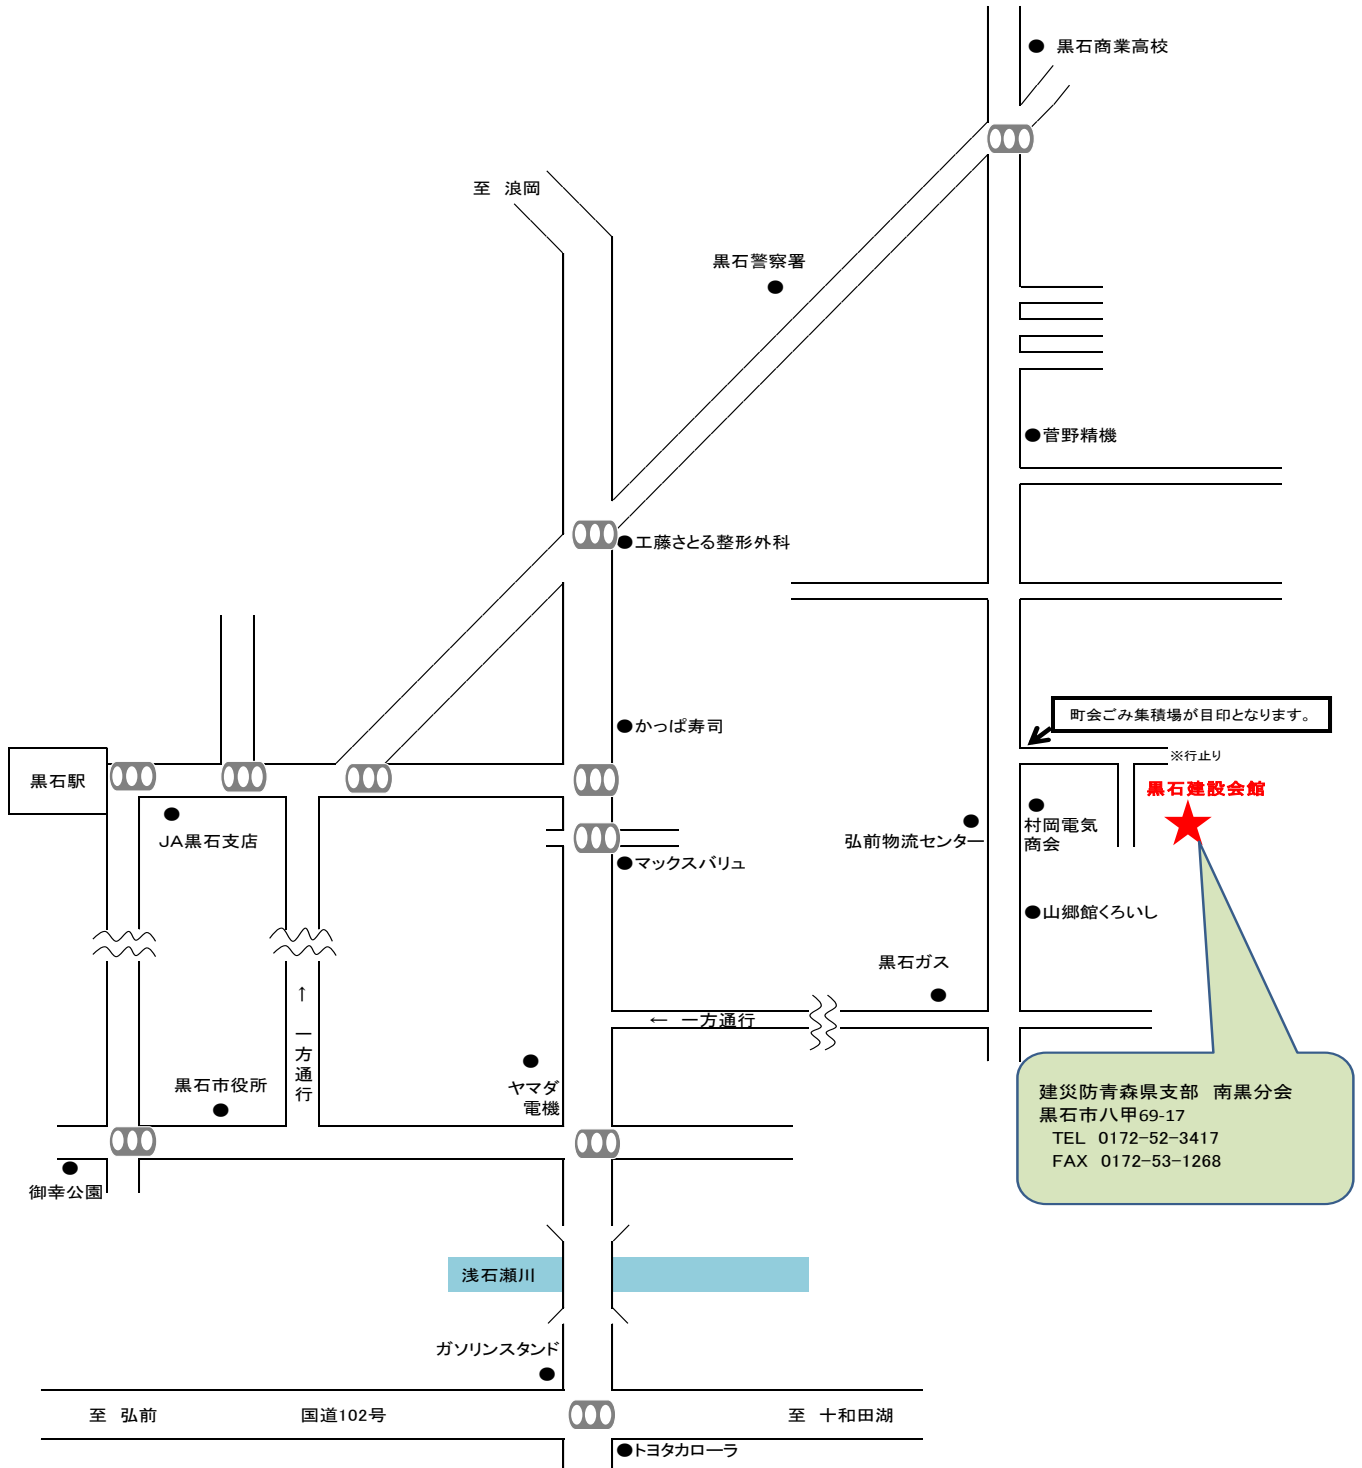 黒石商業高校
至　浪岡
黒石警察署
菅野精機
工藤さとる整形外科
かっぱ寿司
町会ごみ集積場が目印となります。
※行止り
黒石駅
黒石建設会館
JA黒石支店
弘前物流センター
村岡電気
商会
マックスバリュ
山郷館くろいし
黒石ガス
← 一方通行
↑ 一方通行
黒石市役所
ヤマダ
電機
建災防青森県支部　南黒分会
黒石市八甲69-17
TEL　0172-52-3417
FAX　0172-53-1268
御幸公園
浅石瀬川
ガソリンスタンド
至　弘前
国道102号
至　十和田湖
トヨタカローラ